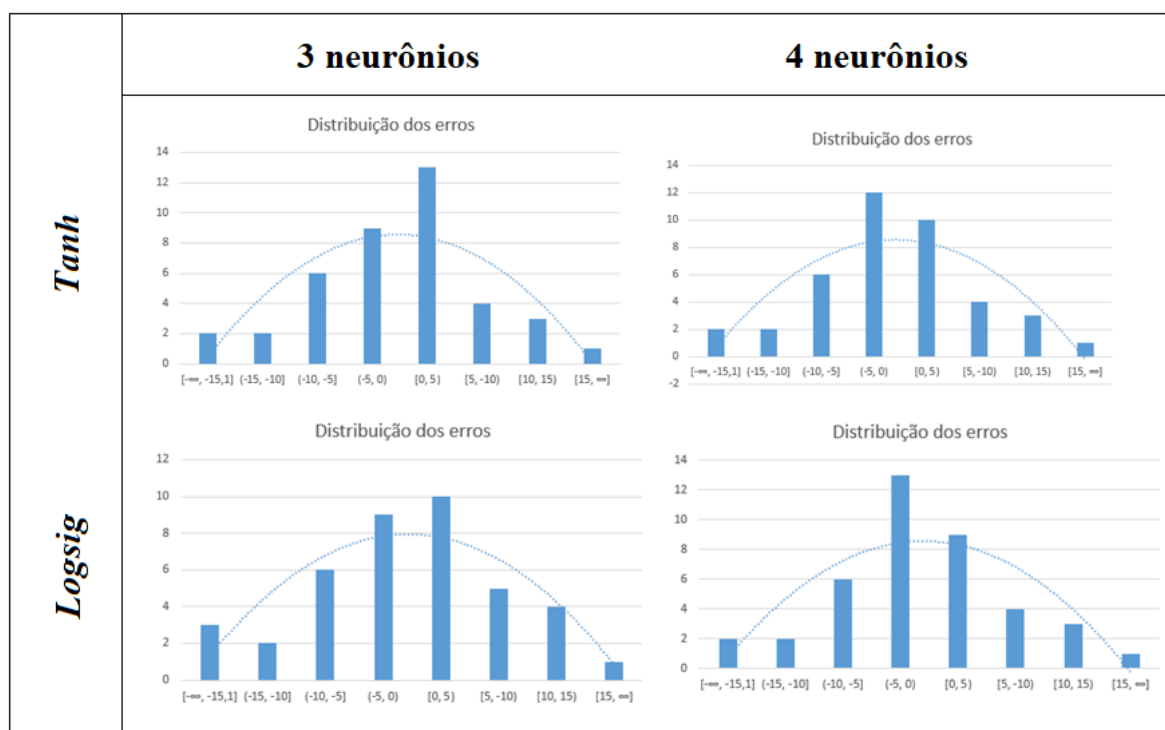 3 neurônios 4 neurônios
Tanh
Distribuição dos erros
14
12
10
8
6
4
2
0
[-∞, -15,1] (-15, -10] (-10, -5] (-5, 0) [0, 5) [5, -10) [10, 15) [15, ∞]
Distribuição dos erros
14
12
10
8
6
4
2
0
-2
[-∞, -15,1] (-15, -10] (-10, -5] (-5, 0) [0, 5) [5, -10) [10, 15) [15, ∞]
Logsig
Distribuição dos erros
12
10
8
6
4
2
0
[-∞, -15,1] (-15, -10] (-10, -5] (-5, 0) [0, 5) [5, -10) [10, 15) [15, ∞]
Distribuição dos erros
14
12
10
8
6
4
2
0
[-∞, -15,1] (-15, -10] (-10, -5] (-5, 0) [0, 5) [5, -10) [10, 15) [15, ∞]